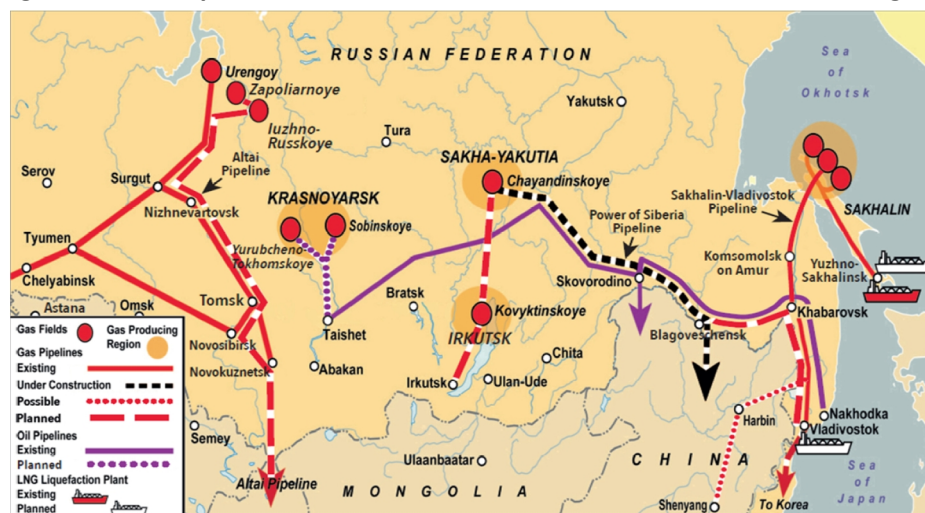 RUSSIAN FEDERATION
Sea
of
Okhotsk
Urengoy
Zapoliarnoye
Iuzhno-
Russkoye
Yakutsk
Tura
Altai
Pipeline
SAKHA-YAKUTIA
Chayandinskoye
Serov
Surgut
Nizhnevartovsk
KRASNOYARSK
Sobinskoye
Yurubcheno-
Tokhomskoye
Power of Siberia
Pipeline
Sakhalin-Vladivostok
Pipeline
SAKHALIN
Tyumen
Chelyabinsk
Komsomolsk
on Amur
Yuzhno-
Sakhalinsk
Skovorodino
Astana
Omsk
Tomsk
Bratsk
Kovyktinskoye
IRKUTSK
Khabarovsk
Blagoveschensk
Taishet
Novosibirsk
Novokuznetsk
Abakan
Chita
Irkutsk
Ulan-Ude
Gas Fields
Gas Producing
Region
Gas Pipelines
Existing
Under Construction
Possible
Planned
Oil Pipelines
Existing
Planned
LNG Liquefaction Plant
Existing
Planned
Semey
Altai Pipeline
Ulaanbaatar
MONGOLIA
CHINA
Harbin
Shenyang
Nakhodka
Vladivostok
Sea
of
Japan
To Korea